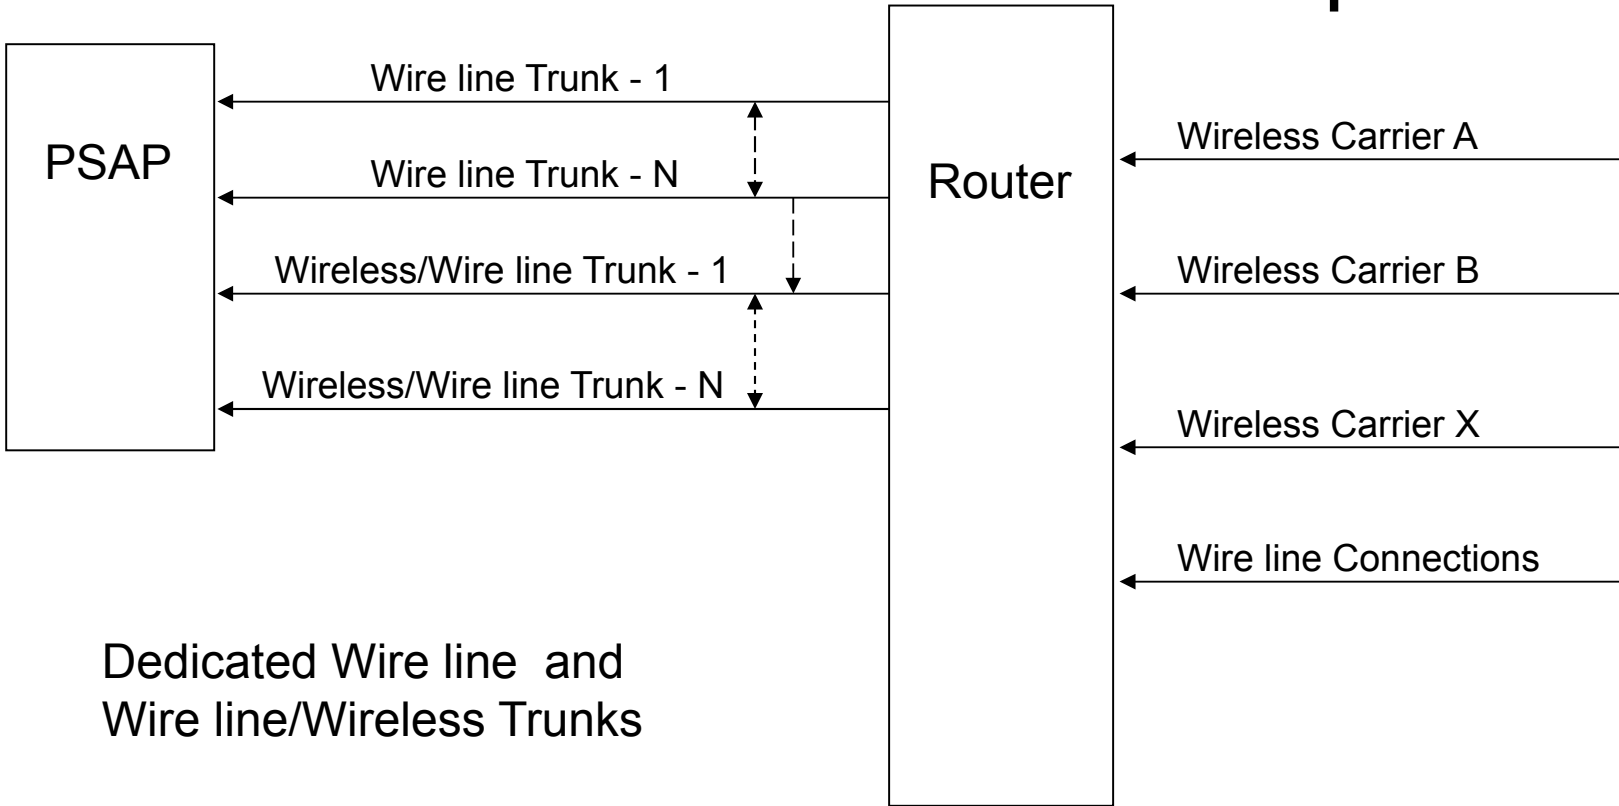 PSAP
Wire line Trunk - 1
Wire line Trunk - N
Wireless/Wire line Trunk - 1
Wireless/Wire line Trunk - N
Router
Wireless Carrier A
Wireless Carrier B
Wireless Carrier X
Wire line Connections
Dedicated Wire line and
Wire line/Wireless Trunks